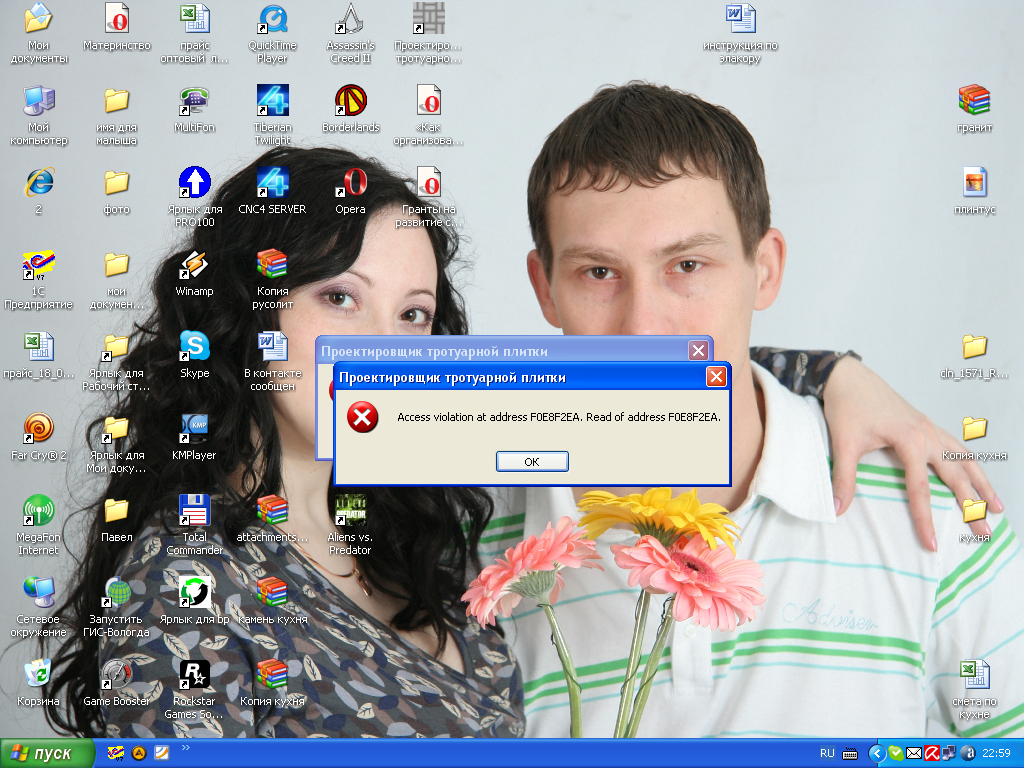 Мои
документы
Материнство
прайс
оптовый_л...
QuickTime
Player
Assassin's
Creed II
Проектиро...
тротуарно...
инструкция по
элакору
Мой
компьютер
имя для
малыша
MultiFon
Tiberian
Twilight
Borderlands
«Как
организова...
гранит
2
фото
Ярлык для
PRO100
CNC4 SERVER
Opera
Гранты на
развитие с...
плинтус
1С
Предприятие
мои
докумен...
Winamp
Копия
русолит
прайс_18_0...
Ярлык для
Рабочий ст...
Skype
В контакте
сообщен
Проектировщик тротуарной плитки
Проектировщик тротуарной плитки
Access violation at address F0E8F2EA. Read of address F0E8F2EA.
OK
dln_1571_R...
Far Cry® 2
Ярлык для
Мои доку...
KMP
KMPlayer
Копия кухня
MegaFon
Internet
Павел
Total
Commander
attachments...
Aliens vs.
Predator
кухня
Сетевое
окружение
Запустить
ГИС-Вологда
Ярлык для bp
камень кухня
Adviser
Корзина
Game Booster
Rockstar
Games So...
Копия кухня
смета по
кухне
пуск
RU
22:59